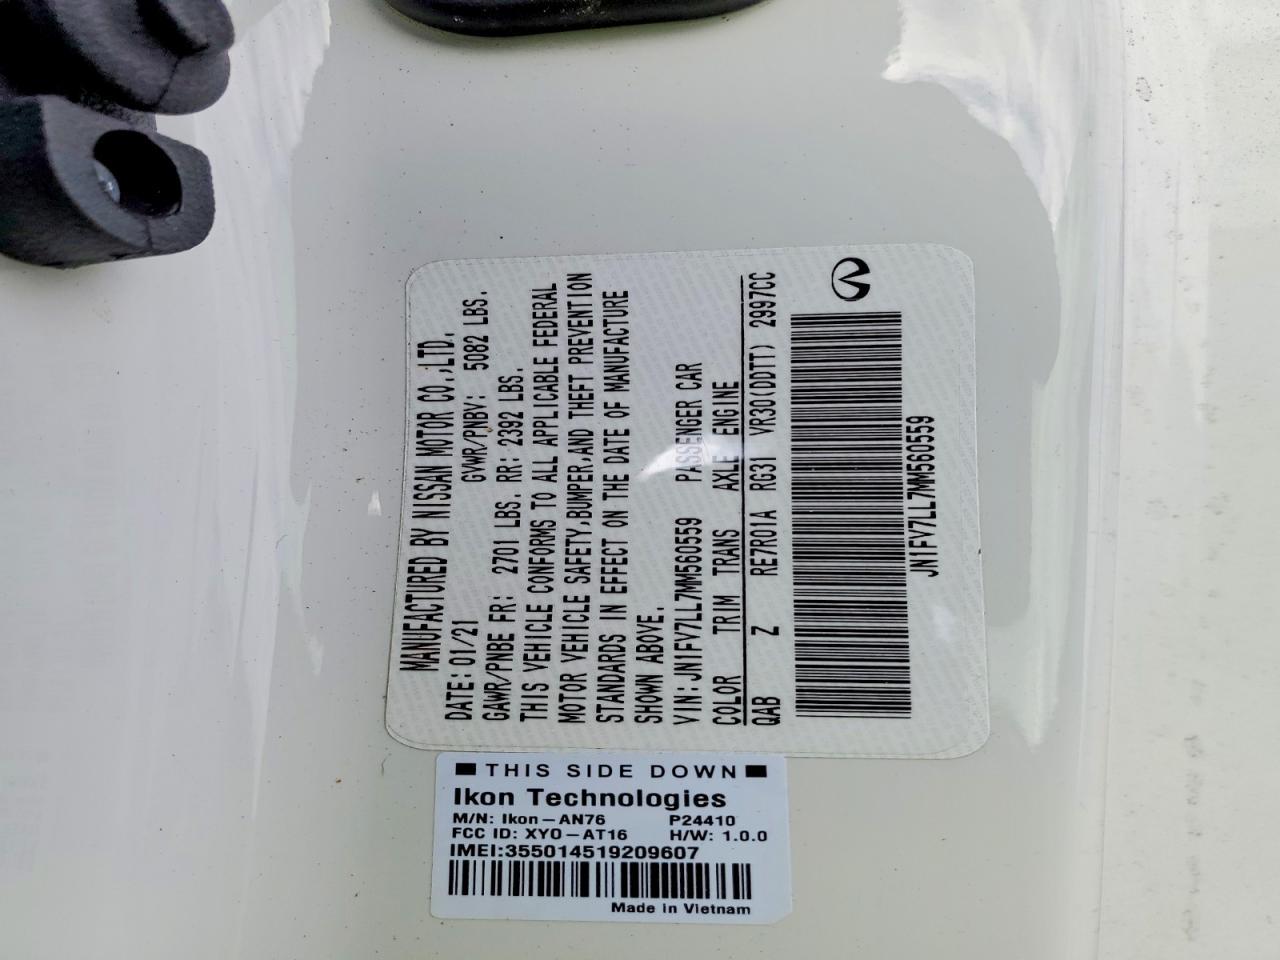 MANUFACTURED BY NISSAN MOTOR CO.,LTD.
DATE: 01/21 GVWR/PNBV: 5082 LBS.
GAWR/PNBE FR: 2701 LBS. RR: 2392 LBS.
THIS VEHICLE CONFORMS TO ALL APPLICABLE FEDERAL
MOTOR VEHICLE SAFETY,BUMPER,AND THEFT PREVENTION
STANDARDS IN EFFECT ON THE DATE OF MANUFACTURE
SHOWN ABOVE.
VIN:JN1FV7LL7MM560559 PASSENGER CAR
COLOR TRIM TRANS AXLE ENGINE
QAB Z RE7R01A RG31 VR30(DDTT) 2997CC
JN1FV7LL7MM560559
THIS SIDE DOWN
Ikon Technologies
M/N: Ikon-AN76 P24410
FCC ID: XYO-AT16 H/W: 1.0.0
IMEI:355014519209607
Made in Vietnam